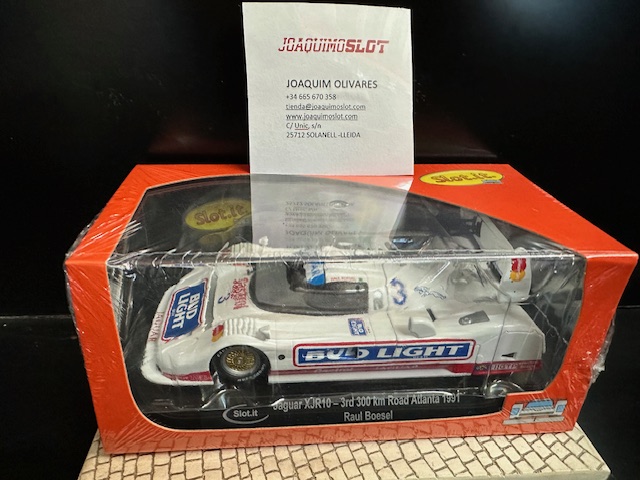 JOAQUIMOSLOT
JOAQUIM OLIVARES
+34 665 670 358
tienda@joaquimoslot.com
www.joaquimoslot.com
C/ Unic, s/n
25712 SOLANELL -LLEIDA
Slot.it
Slot.it
BUD
LIGHT
3
BUD LIGHT
Slot.it
Jaguar XJR10 – 3rd 300 km Road Atlanta 1991
Raul Boesel